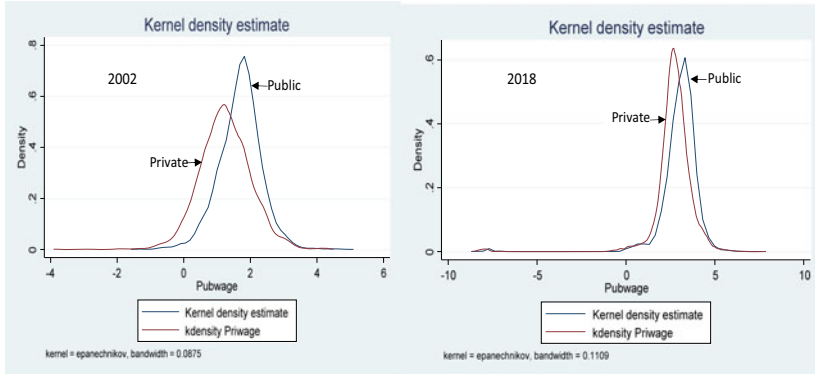 Kernel density estimate
2002
Public
Private
Density
0 .2 .4 .6 .8
-4 -2 0 2 4 6
Pubwage
Kernel density estimate
kdensity Priwage
kernel = epanechnikov, bandwidth = 0.0875
Kernel density estimate
2018
Public
Private
Density
0 .2 .4 .6
-10 -5 0 5 10
Pubwage
Kernel density estimate
kdensity Priwage
kernel = epanechnikov, bandwidth = 0.1109